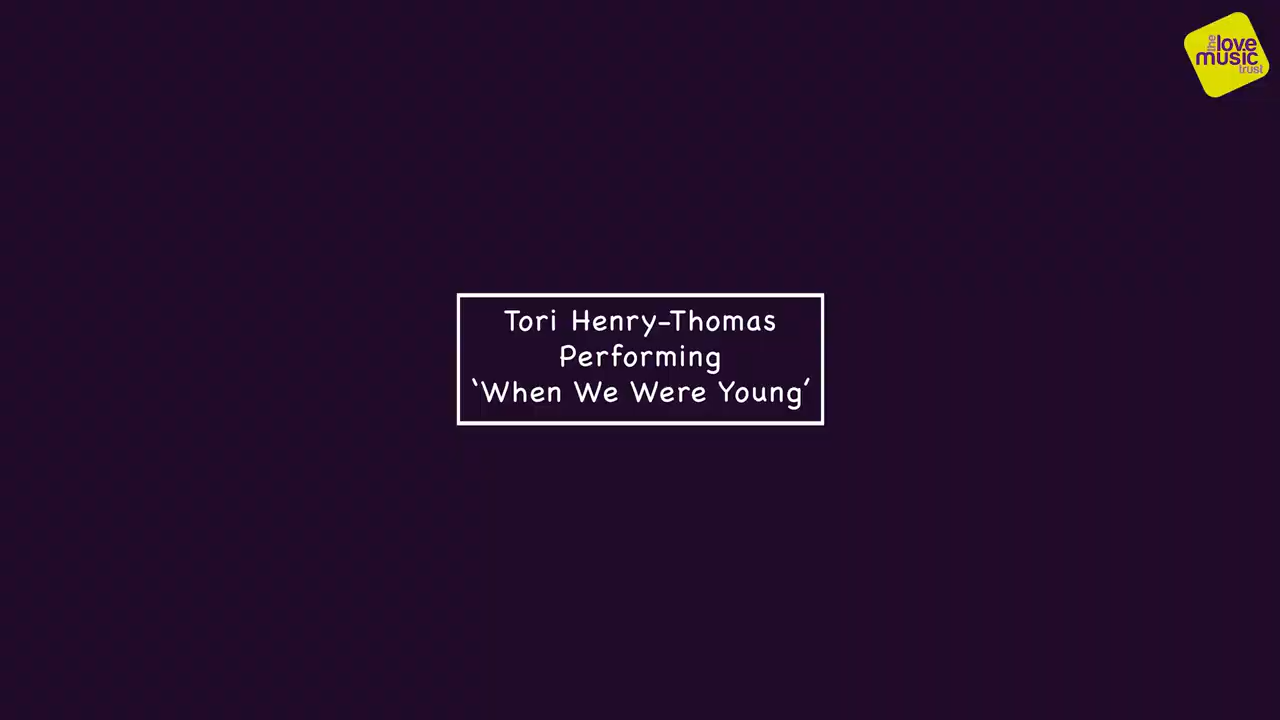 the love
music
trust
Tori Henry-Thomas
Performing
‘When We Were Young’